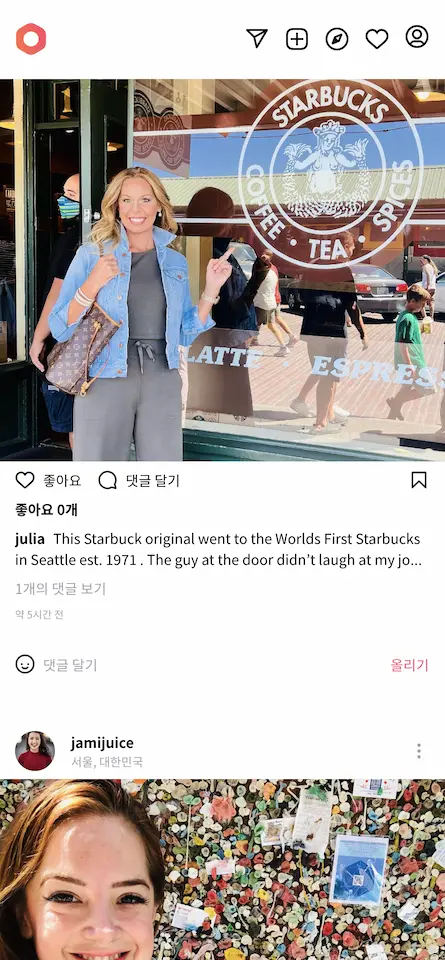 1
STARBUCKS
COFFEE • TEA • SPICES
LATTE • ESPRES
좋아요 댓글 달기
좋아요 0개
julia This Starbuck original went to the Worlds First Starbucks
in Seattle est. 1971 . The guy at the door didn't laugh at my jo...
1개의 댓글 보기
약 5시간 전
댓글 달기 올리기
jamijuice
서울, 대한민국